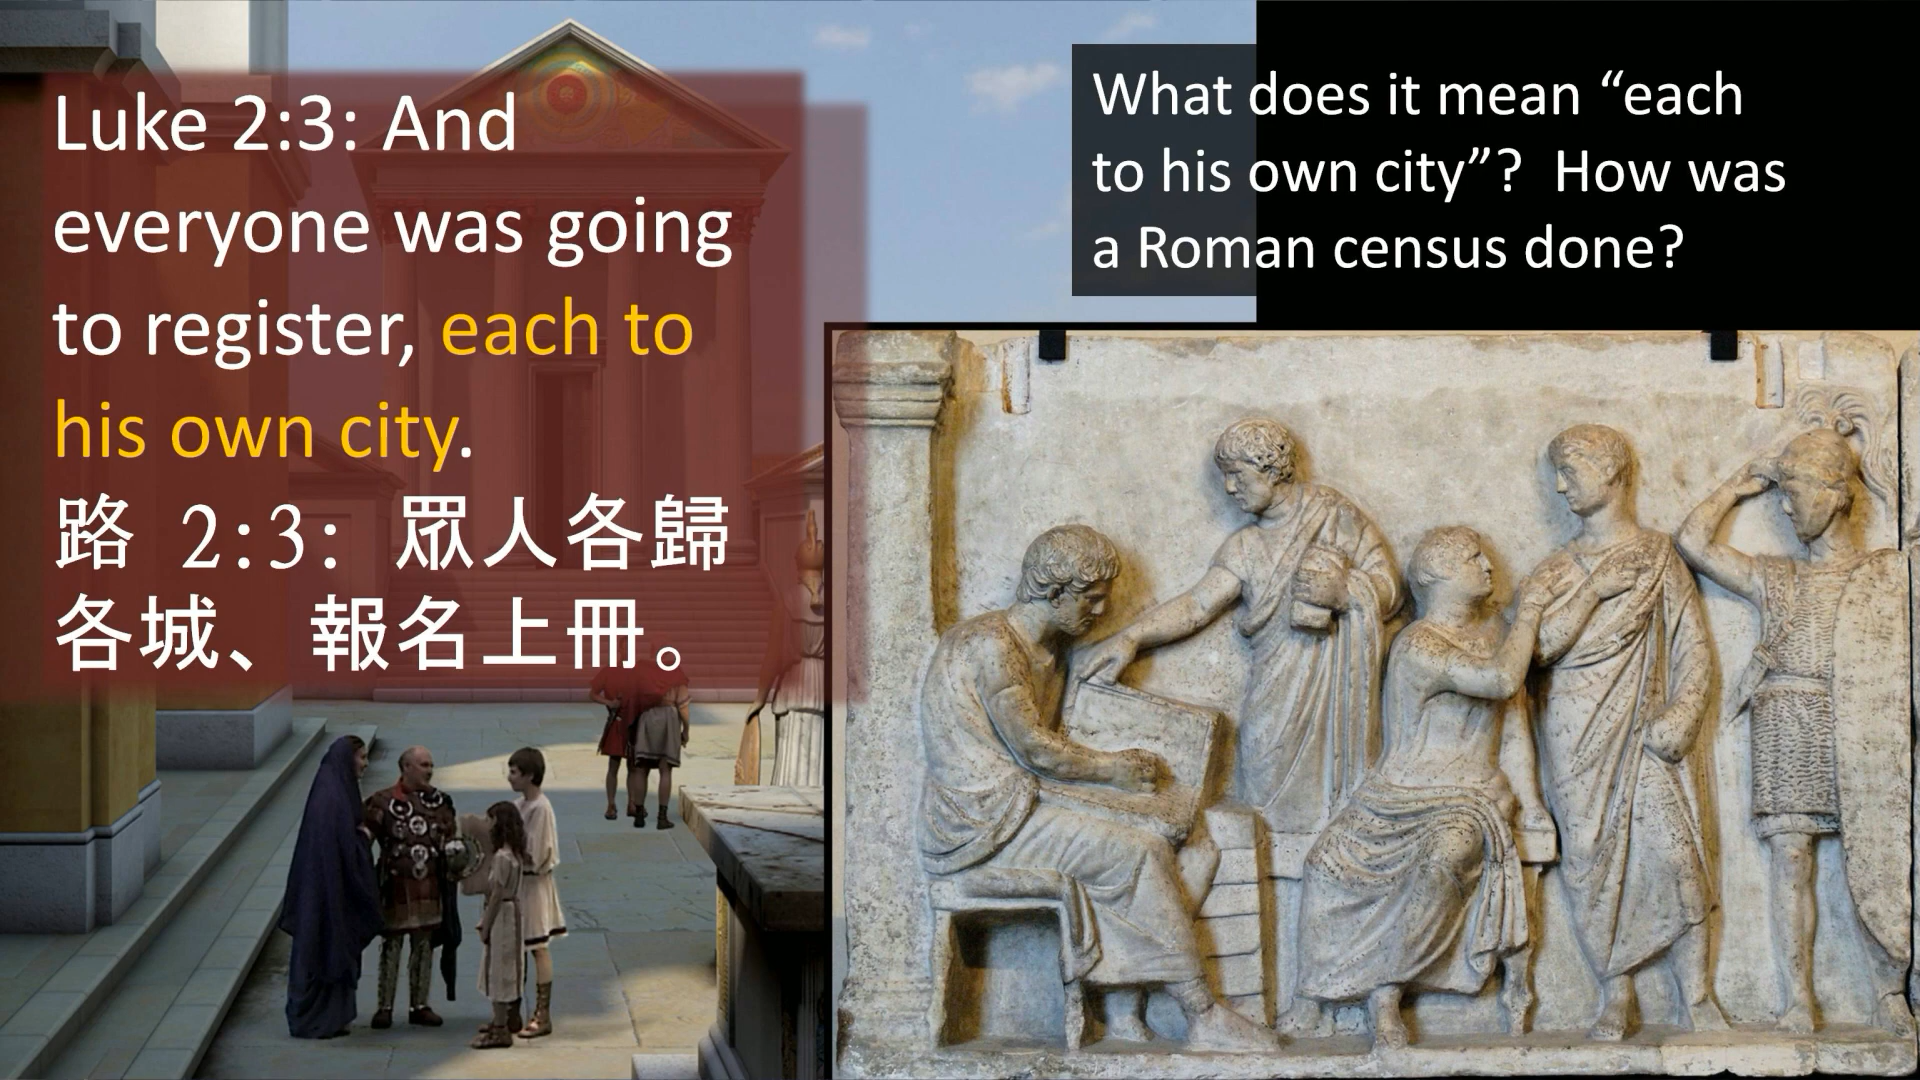 Luke 2:3: And
everyone was going
to register, each to
his own city.
路 2:3: 眾人各歸
各城、報名上冊。
What does it mean “each
to his own city”?  How was
a Roman census done?